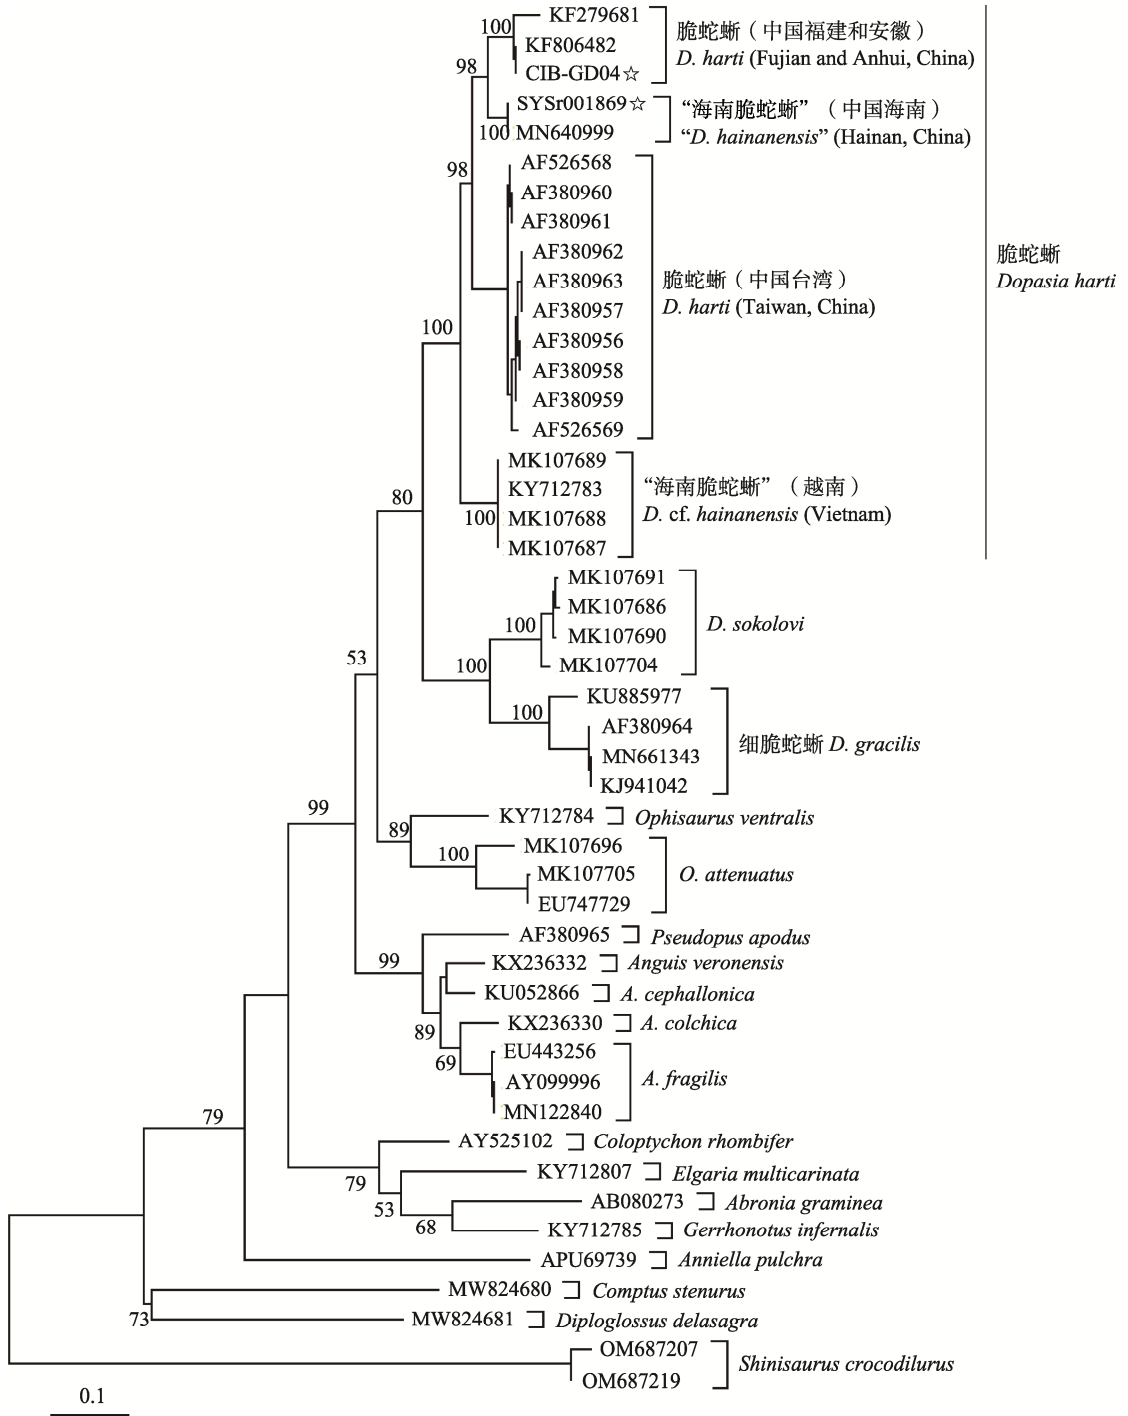 100
KF279681
KF806482
CIB-GD04☆
脆蛇蜥（中国福建和安徽）
D. harti (Fujian and Anhui, China)
98
SYSr001869☆
100 MN640999
“海南脆蛇蜥”（中国海南）
“D. hainanensis” (Hainan, China)
98
AF526568
AF380960
AF380961
AF380962
AF380963
AF380957
AF380956
AF380958
AF380959
AF526569
脆蛇蜥（中国台湾）
D. harti (Taiwan, China)
脆蛇蜥
Dopasia harti
100
MK107689
KY712783
100 MK107688
MK107687
“海南脆蛇蜥”（越南）
D. cf. hainanensis (Vietnam)
80
MK107691
MK107686
100 MK107690
MK107704
D. sokolovi
53
100
KU885977
100 AF380964
MN661343
KJ941042
细脆蛇蜥 D. gracilis
99
KY712784
Ophisaurus ventralis
89
MK107696
100
MK107705
EU747729
O. attenuatus
AF380965
Pseudopus apodus
99
KX236332
Anguis veronensis
KU052866
A. cephallonica
89
KX236330
A. colchica
69
EU443256
AY099996
MN122840
A. fragilis
79
AY525102
Coloptychon rhombifer
79
KY712807
Elgaria multicarinata
53
AB080273
Abronia graminea
68
KY712785
Gerrhonotus infernalis
APU69739
Anniella pulchra
MW824680
Comptus stenurus
73
MW824681
Diploglossus delasagra
OM687207
OM687219
Shinisaurus crocodilurus
0.1